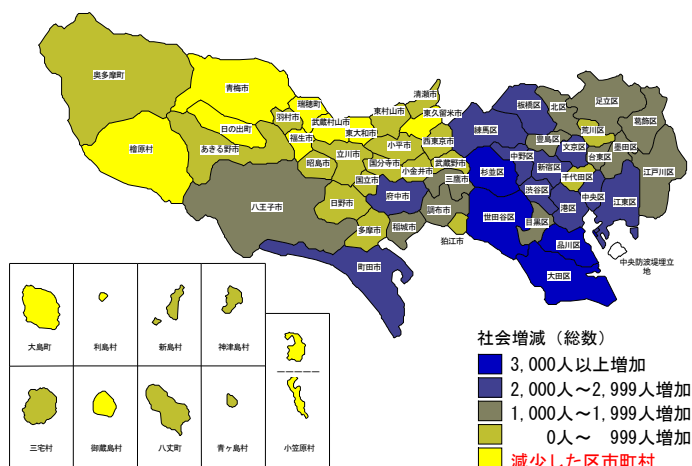 奥多摩町
青梅市
瑞穂町
羽村市
日の出町
福生市
武蔵村山市
東大和市
東村山市
清瀬市
東久留米市
檜原村
あきる野市
昭島市
立川市
小平市
西東京市
国分寺市
小金井市
武蔵野市
国立市
三鷹市
八王子市
日野市
府中市
調布市
多摩市
稲城市
狛江市
町田市
板橋区
北区
足立区
練馬区
豊島区
荒川区
葛飾区
文京区
台東区
墨田区
中野区
新宿区
杉並区
千代田区
江戸川区
渋谷区
中央区
江東区
世田谷区
目黒区
港区
品川区
大田区
中央防波堤埋立
地
大島町
利島村
新島村
神津島村
三宅村
御蔵島村
八丈町
青ヶ島村
小笠原村
社会増減（総数）
3,000人以上増加
2,000人～2,999人増加
1,000人～1,999人増加
0人～ 999人増加
減少した区市町村